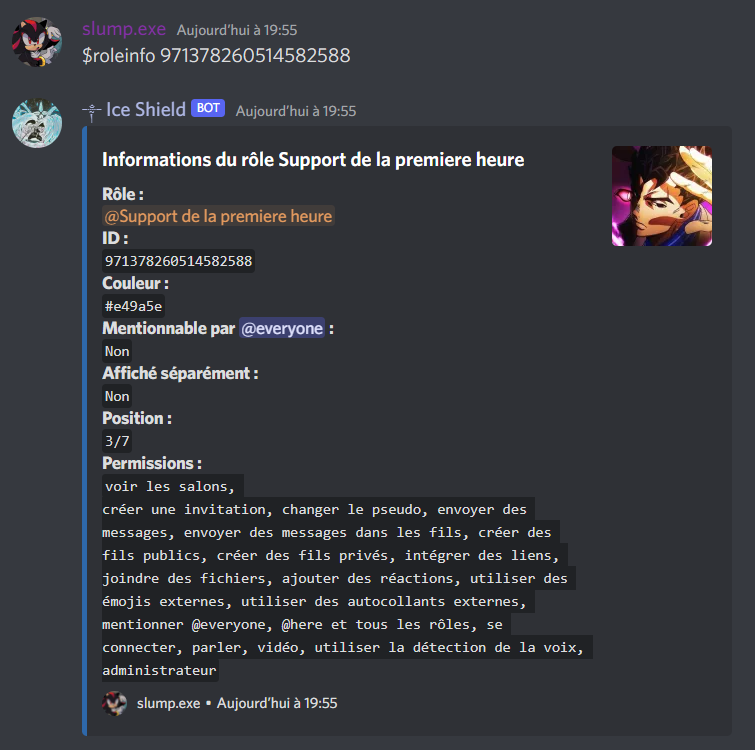 slump.exe Aujourd'hui à 19:55
$roleinfo 971378260514582588
Ice Shield BOT Aujourd'hui à 19:55
Informations du rôle Support de la premiere heure
Rôle :
@Support de la premiere heure
ID :
971378260514582588
Couleur :
#e49a5e
Mentionnable par @everyone :
Non
Affiché séparément :
Non
Position :
3/7
Permissions :
voir les salons,
créer une invitation, changer le pseudo, envoyer des
messages, envoyer des messages dans les fils, créer des
fils publics, créer des fils privés, intégrer des liens,
joindre des fichiers, ajouter des réactions, utiliser des
émojis externes, utiliser des autocollants externes,
mentionner @everyone, @here et tous les rôles, se
connecter, parler, vidéo, utiliser la détection de la voix,
administrateur
slump.exe • Aujourd'hui à 19:55